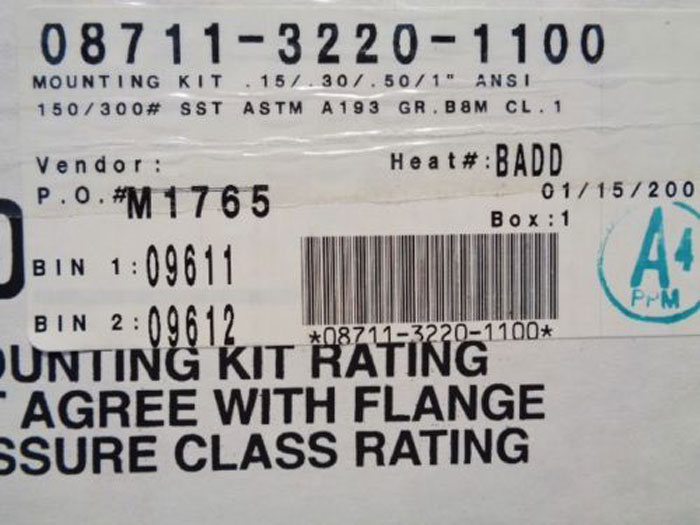 08711-3220-1100
MOUNTING KIT .15/.30/.50/1" ANSI
150/300# SST ASTM A193 GR.B8M CL.1
Vendor: Heat#:BADD
P.O.#M1765 01/15/200
Box:1
BIN 1:09611
BIN 2:09612
*08711-3220-1100*
A4
PPM
OUNTING KIT RATING
AGREE WITH FLANGE
SSURE CLASS RATING